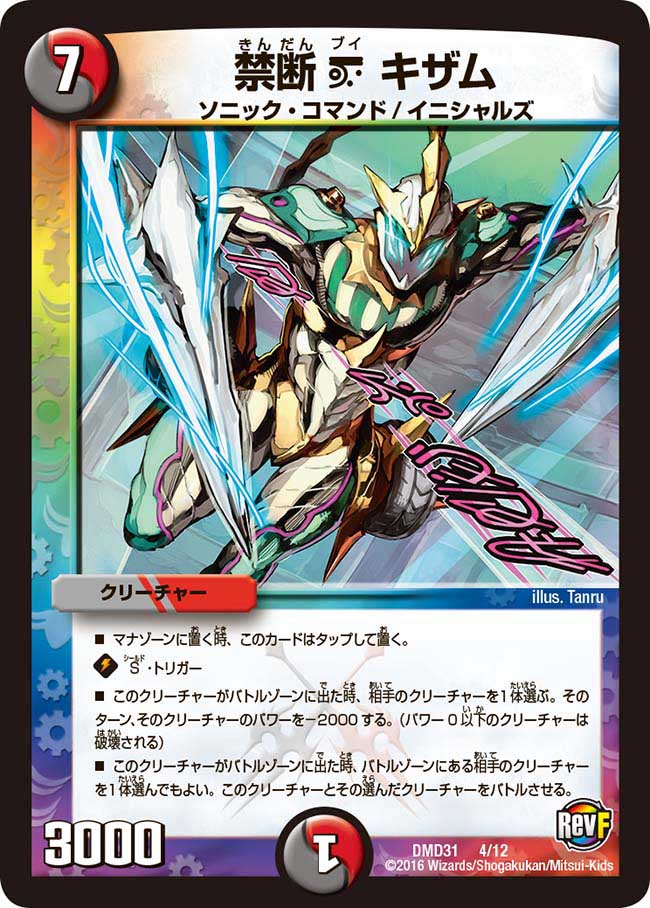 7
きんだん ブイ
禁断 キザム
ソニック・コマンド / イニシャルズ
クリーチャー
illus. Tanru
■ マナゾーンに置く時、このカードはタップして置く。
S・トリガー
■ このクリーチャーがバトルゾーンに出た時、相手のクリーチャーを1体選ぶ。その
ターン、そのクリーチャーのパワーを−2000する。(パワー0以下のクリーチャーは
破壊される)
■ このクリーチャーがバトルゾーンに出た時、バトルゾーンにある相手のクリーチャー
を1体選んでもよい。このクリーチャーとその選んだクリーチャーをバトルさせる。
RevF
3000
1
DMD31 4/12
©2016 Wizards/Shogakukan/Mitsui-Kids